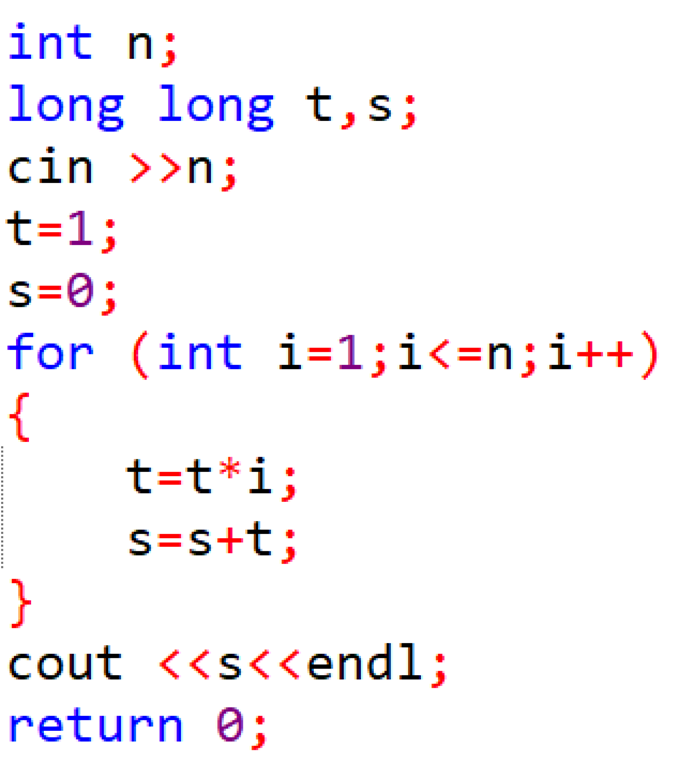 int n;
long long t,s;
cin >>n;
t=1;
s=0;
for (int i=1;i<=n;i++)
{
t=t*i;
s=s+t;
}
cout <<s<<endl;
return 0;